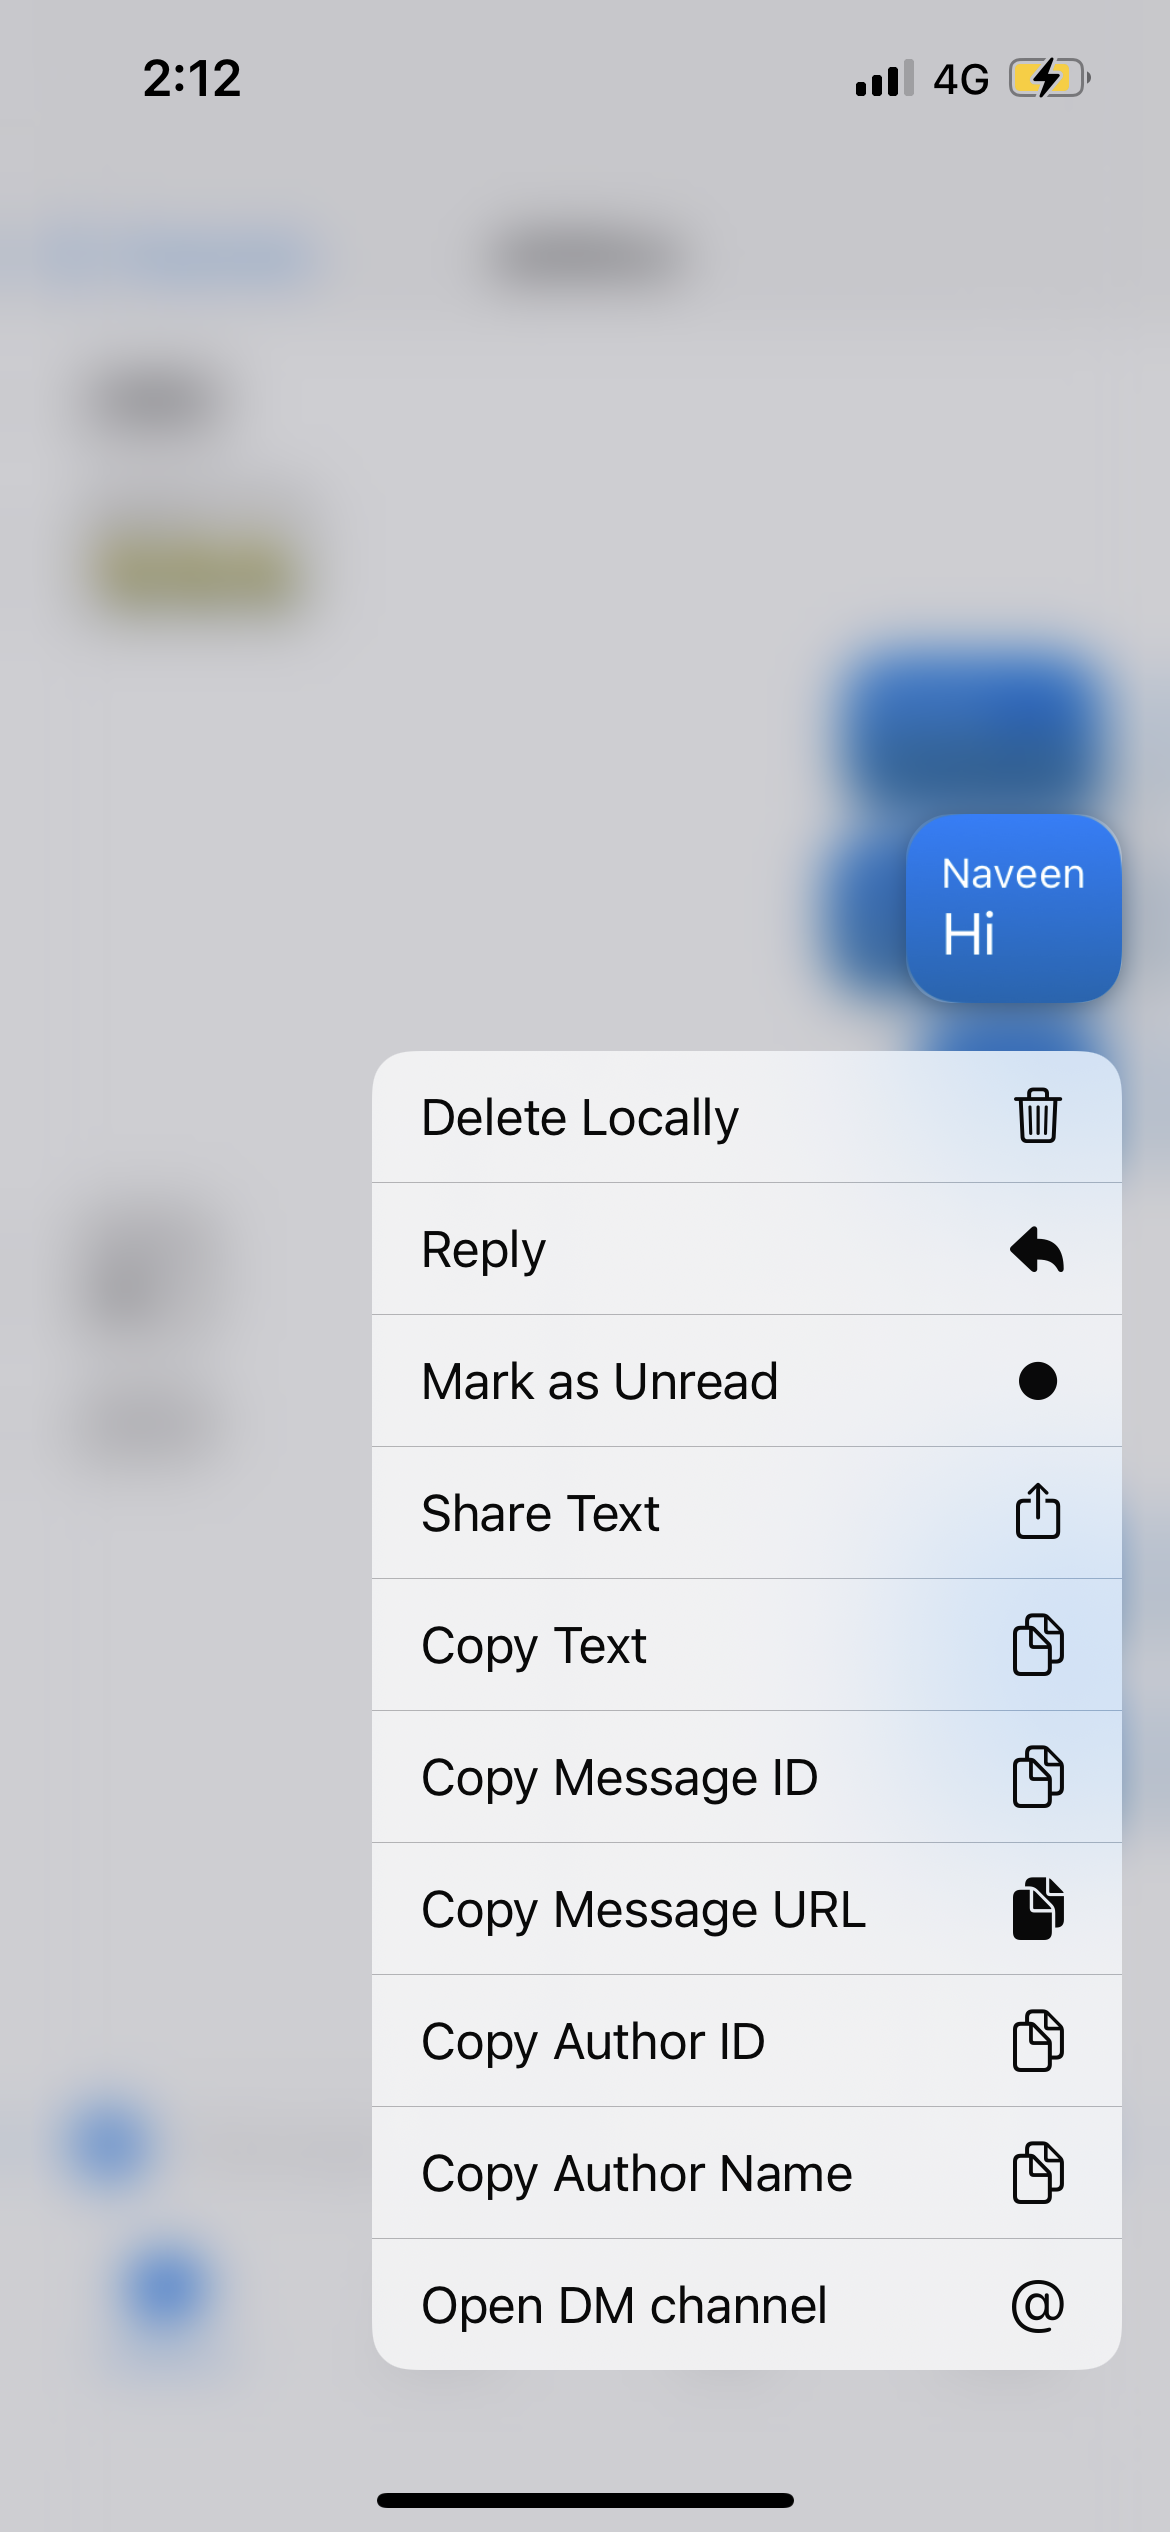 2:12 4G
Naveen
Hi
Delete Locally
Reply
Mark as Unread
Share Text
Copy Text
Copy Message ID
Copy Message URL
Copy Author ID
Copy Author Name
Open DM channel @